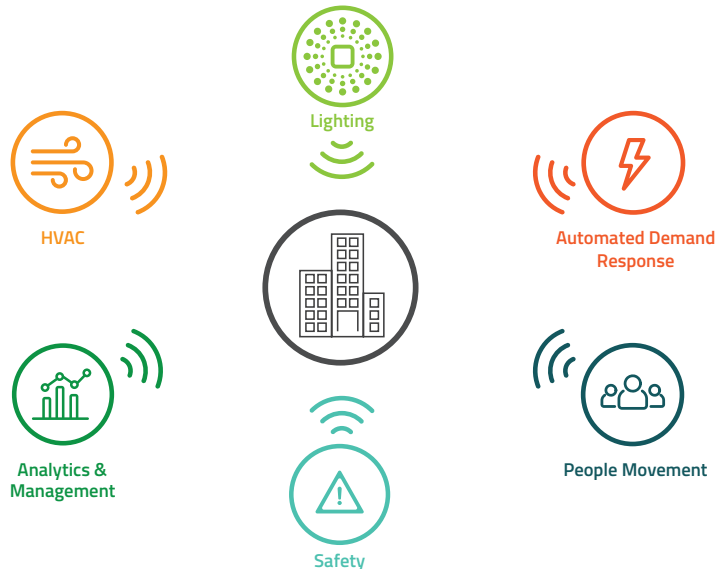 Lighting
HVAC
Automated Demand
Response
Analytics &
Management
People Movement
Safety